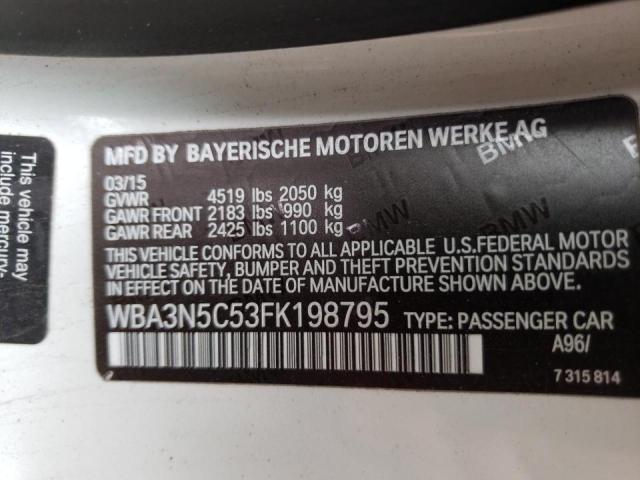 This vehicle may
include mercury-
MFD BY BAYERISCHE MOTOREN WERKE AG
03/15
GVWR 4519 lbs 2050 kg
GAWR FRONT 2183 lbs 990 kg
GAWR REAR 2425 lbs 1100 kg
THIS VEHICLE CONFORMS TO ALL APPLICABLE U.S.FEDERAL MOTOR
VEHICLE SAFETY, BUMPER AND THEFT PREVENTION STANDARDS
IN EFFECT ON THE DATE OF MANUFACTURE SHOWN ABOVE.
WBA3N5C53FK198795 TYPE: PASSENGER CAR
A96/
7 315 814
BMW
BMW
BMW